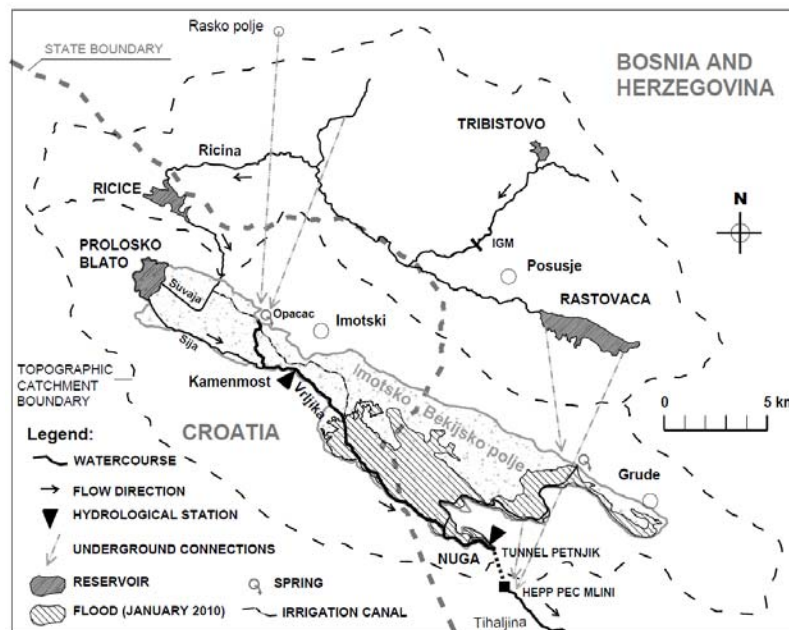 Rasko polje
STATE BOUNDARY
BOSNIA AND
HERZEGOVINA
TRIBISTOVO
Ricina
RICICE
N
PROLOSKO
BLATO
IGM
Posusje
Suvaja
RASTOVACA
Opacac
Imotski
Sija
TOPOGRAPHIC
CATCHMENT
BOUNDARY
Kamenmost
Vrljika
Imotsko - Bekijsko polje
0 5 km
CROATIA
Legend:
WATERCOURSE
FLOW DIRECTION
HYDROLOGICAL STATION
UNDERGROUND CONNECTIONS
RESERVOIR
SPRING
FLOOD (JANUARY 2010)
IRRIGATION CANAL
Grude
NUGA
TUNNEL PETNJIK
HEPP PEC MLINI
Tihaljina